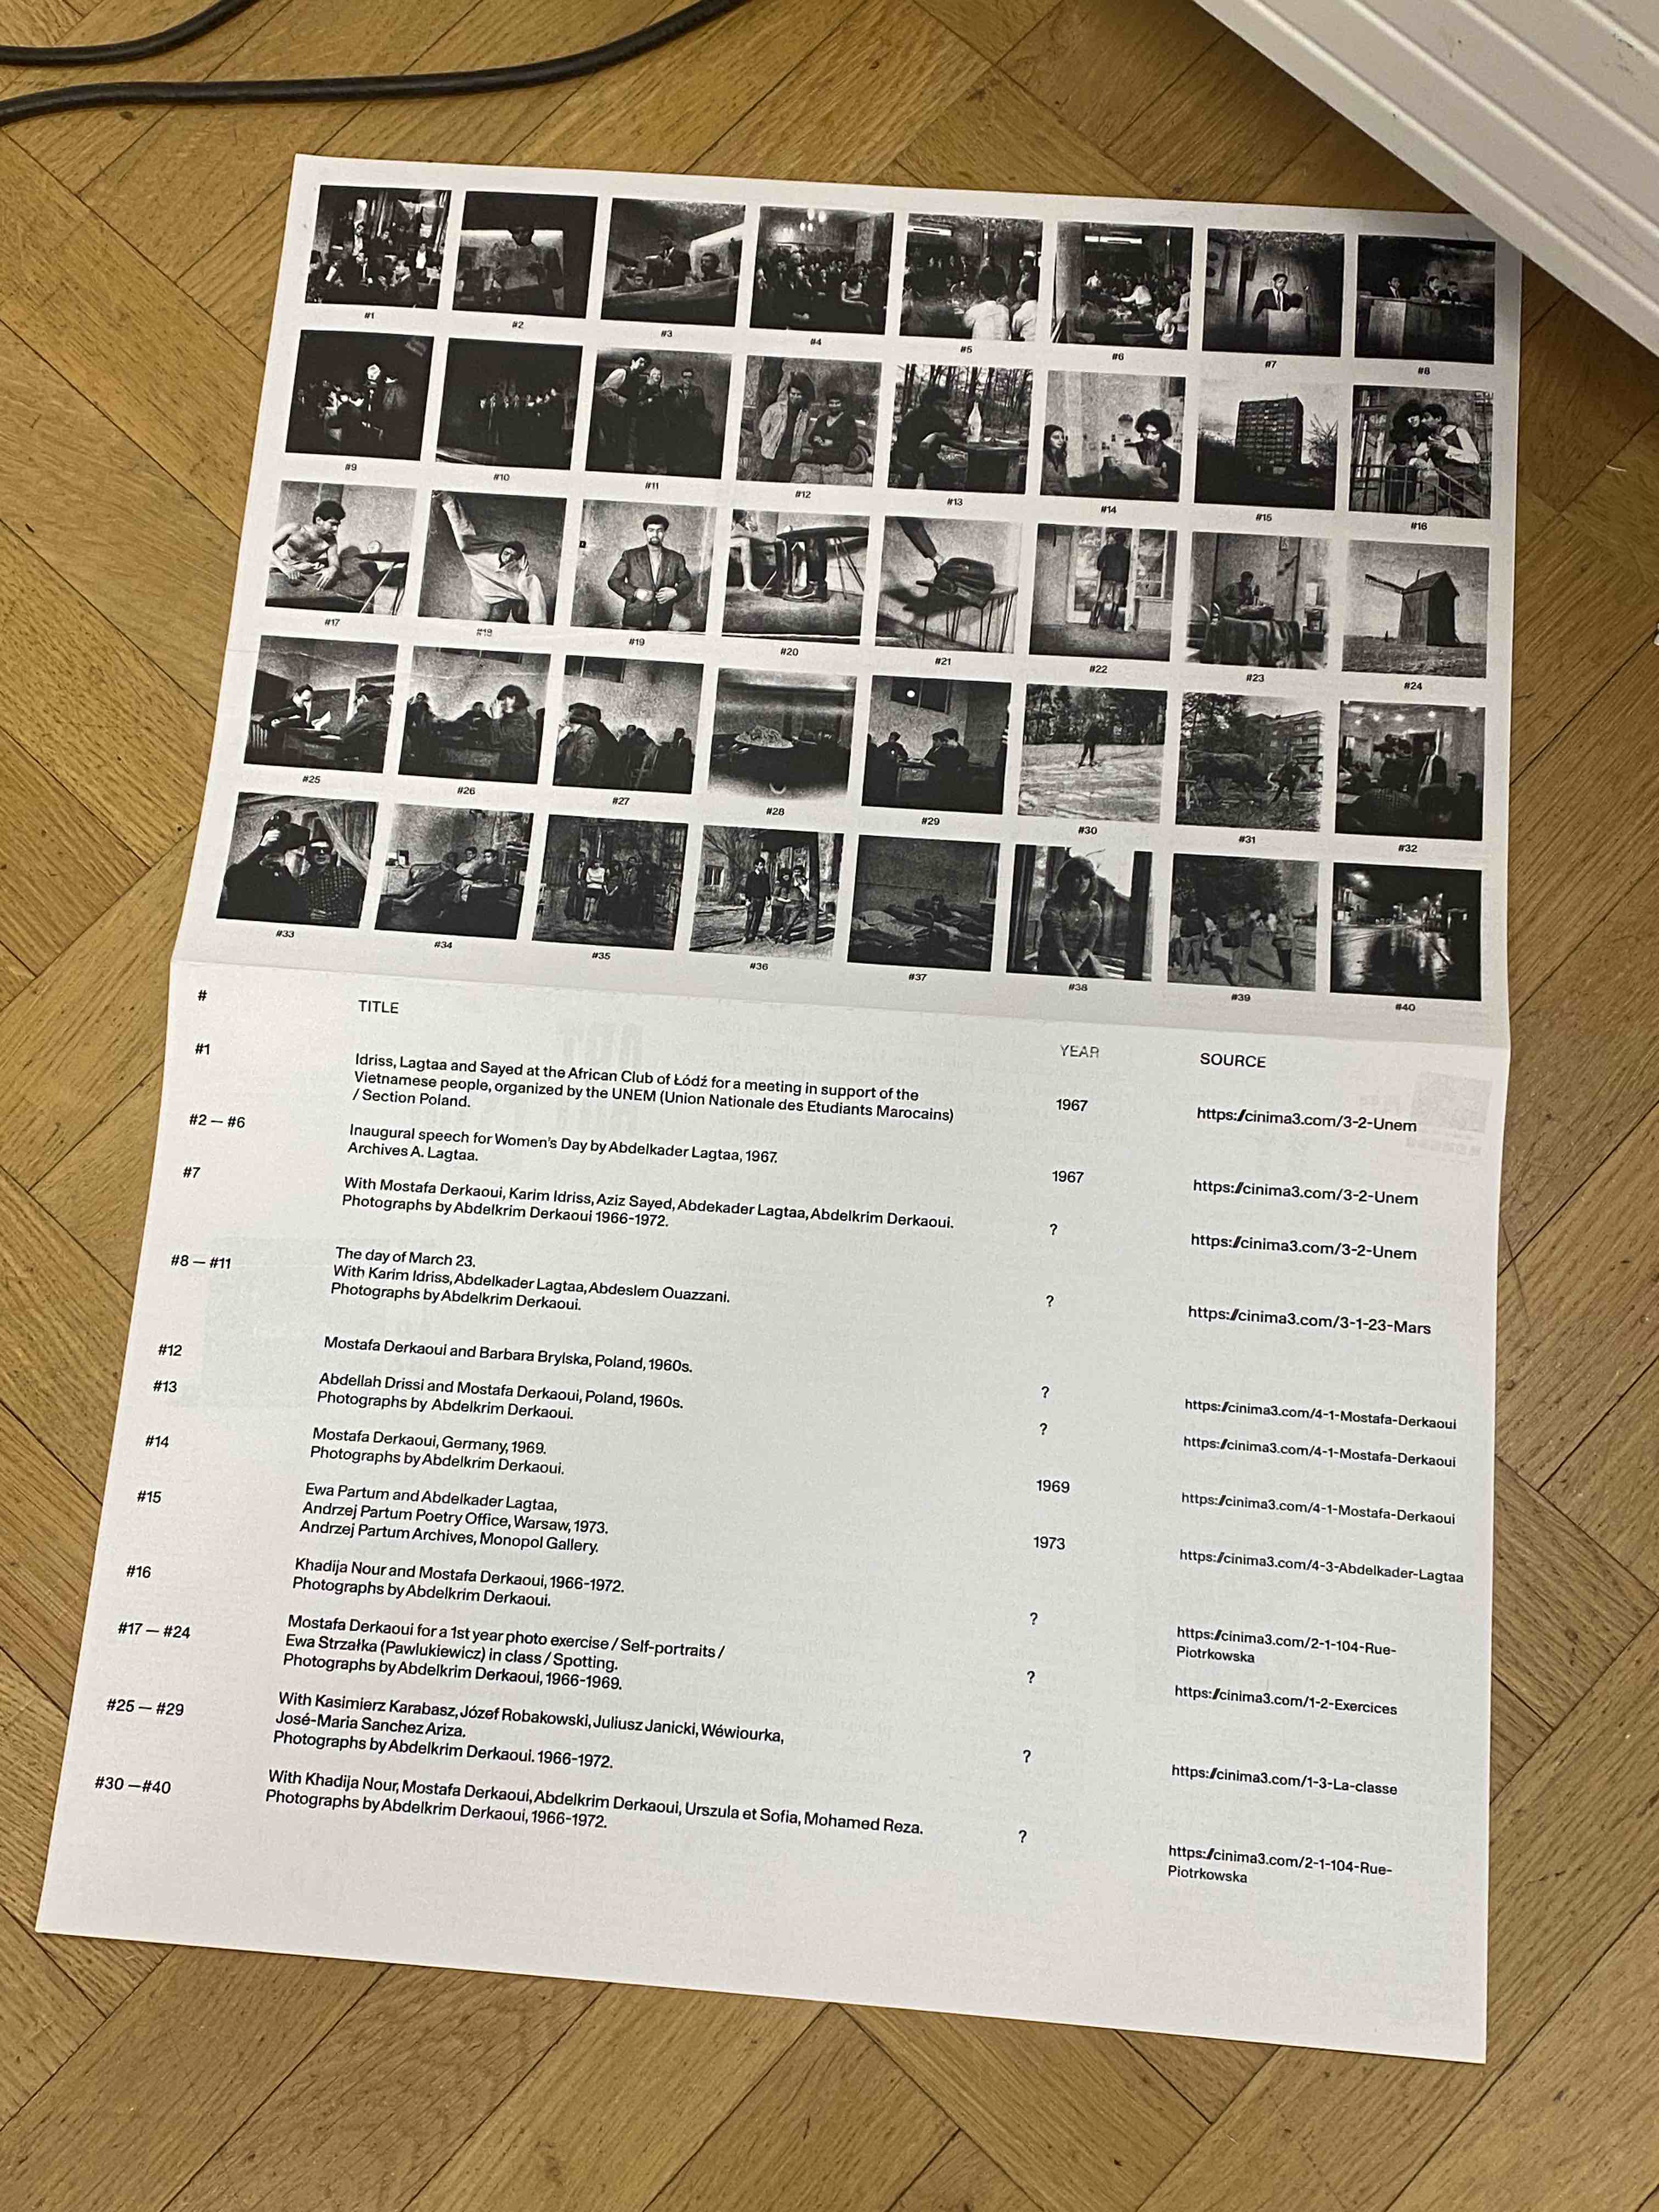 #1
#2
#3
#4
#5
#6
#7
#8
#9
#10
#11
#12
#13
#14
#15
#16
#17
#18
#19
#20
#21
#22
#23
#24
#25
#26
#27
#28
#29
#30
#31
#32
#33
#34
#35
#36
#37
#38
#39
#40
# TITLE YEAR SOURCE
#1 Idriss, Lagtaa and Sayed at the African Club of Łódź for a meeting in support of the
Vietnamese people, organized by the UNEM (Union Nationale des Etudiants Marocains)
/ Section Poland.
1967 https://cinima3.com/3-2-Unem
#2 — #6 Inaugural speech for Women's Day by Abdelkader Lagtaa, 1967.
Archives A. Lagtaa.
1967 https://cinima3.com/3-2-Unem
#7 With Mostafa Derkaoui, Karim Idriss, Aziz Sayed, Abdekader Lagtaa, Abdelkrim Derkaoui.
Photographs by Abdelkrim Derkaoui 1966-1972.
? https://cinima3.com/3-2-Unem
#8 — #11 The day of March 23.
With Karim Idriss, Abdelkader Lagtaa, Abdeslem Ouazzani.
Photographs by Abdelkrim Derkaoui.
? https://cinima3.com/3-1-23-Mars
#12 Mostafa Derkaoui and Barbara Brylska, Poland, 1960s.
? https://cinima3.com/4-1-Mostafa-Derkaoui
#13 Abdellah Drissi and Mostafa Derkaoui, Poland, 1960s.
Photographs by Abdelkrim Derkaoui.
? https://cinima3.com/4-1-Mostafa-Derkaoui
#14 Mostafa Derkaoui, Germany, 1969.
Photographs by Abdelkrim Derkaoui.
1969 https://cinima3.com/4-1-Mostafa-Derkaoui
#15 Ewa Partum and Abdelkader Lagtaa,
Andrzej Partum Poetry Office, Warsaw, 1973.
Andrzej Partum Archives, Monopol Gallery.
1973 https://cinima3.com/4-3-Abdelkader-Lagtaa
#16 Khadija Nour and Mostafa Derkaoui, 1966-1972.
Photographs by Abdelkrim Derkaoui.
? https://cinima3.com/2-1-104-Rue-
Piotrkowska
#17 — #24 Mostafa Derkaoui for a 1st year photo exercise / Self-portraits /
Ewa Strzałka (Pawlukiewicz) in class / Spotting.
Photographs by Abdelkrim Derkaoui, 1966-1969.
? https://cinima3.com/1-2-Exercices
#25 — #29 With Kasimierz Karabasz, Józef Robakowski, Juliusz Janicki, Wéwiourka,
José-Maria Sanchez Ariza.
Photographs by Abdelkrim Derkaoui. 1966-1972.
? https://cinima3.com/1-3-La-classe
#30 —#40 With Khadija Nour, Mostafa Derkaoui, Abdelkrim Derkaoui, Urszula et Sofia, Mohamed Reza.
Photographs by Abdelkrim Derkaoui, 1966-1972.
? https://cinima3.com/2-1-104-Rue-
Piotrkowska